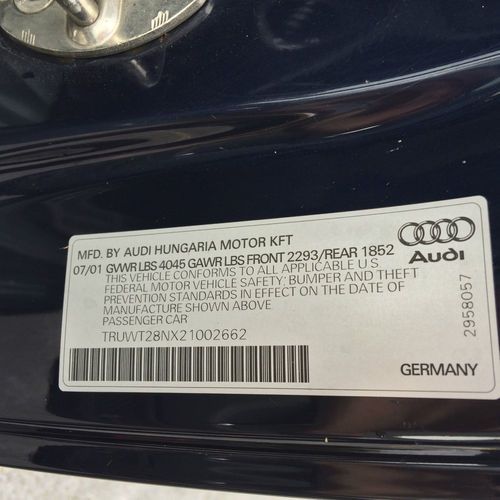 MFD. BY AUDI HUNGARIA MOTOR KFT
07/01 GVWR LBS 4045 GAWR LBS FRONT 2293/REAR 1852
THIS VEHICLE CONFORMS TO ALL APPLICABLE U.S.
FEDERAL MOTOR VEHICLE SAFETY; BUMPER AND THEFT
PREVENTION STANDARDS IN EFFECT ON THE DATE OF
MANUFACTURE SHOWN ABOVE
PASSENGER CAR
TRUWT28NX21002662
Audi
2958057
GERMANY